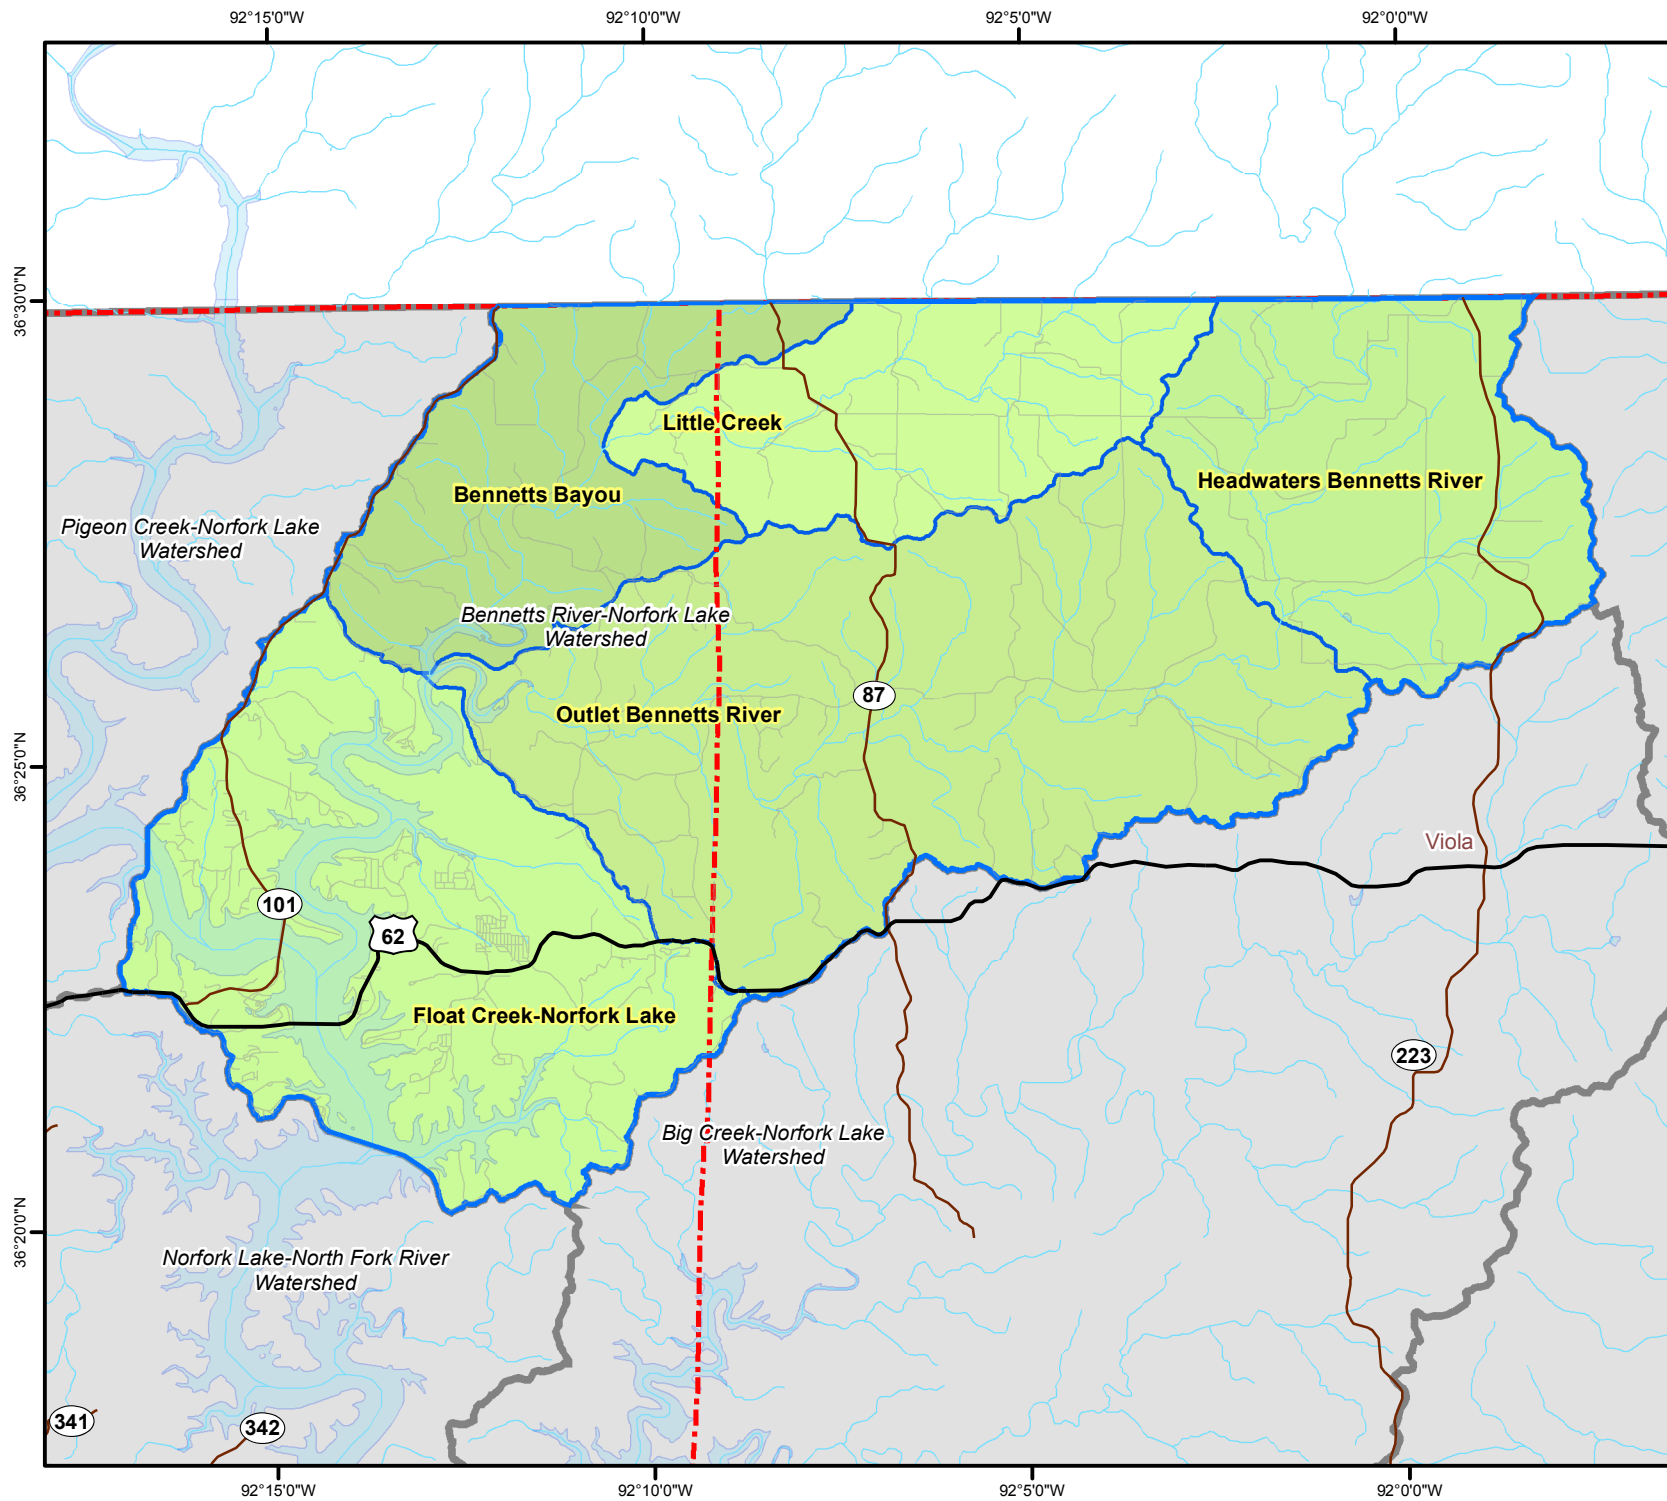 92°15'0"W
92°10'0"W
92°5'0"W
92°0'0"W
36°30'0"N
Little Creek
Headwaters Bennetts River
Bennetts Bayou
Pigeon Creek-Norfork Lake
Watershed
Bennetts River-Norfork Lake
Watershed
87
Outlet Bennetts River
36°25'0"N
Viola
101
62
Float Creek-Norfork Lake
223
Big Creek-Norfork Lake
Watershed
36°20'0"N
Norfork Lake-North Fork River
Watershed
341
342
92°15'0"W
92°10'0"W
92°5'0"W
92°0'0"W